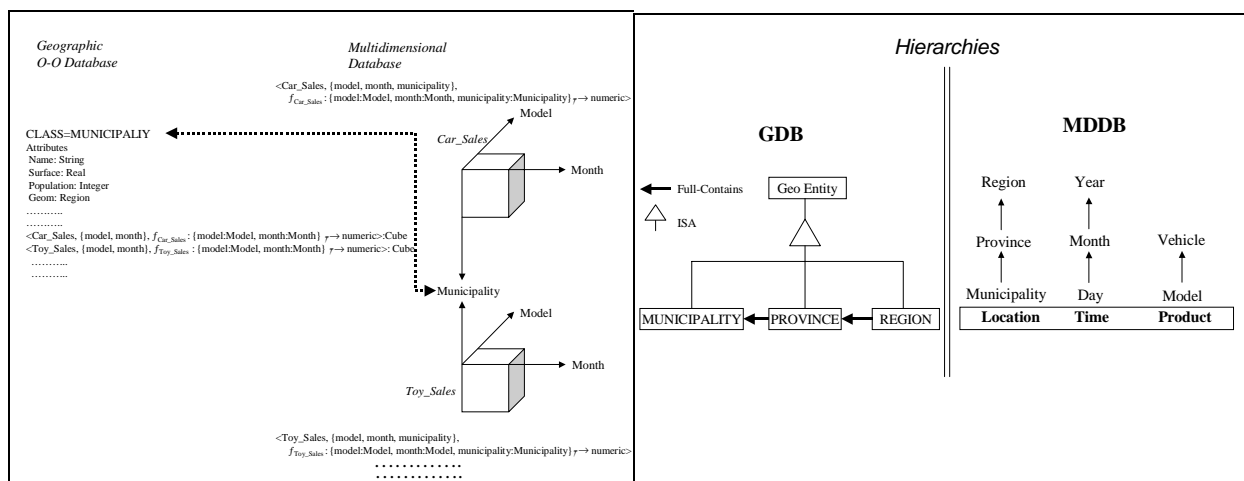 Geographic
O-O Database
Multidimensional
Database
<Car_Sales, {model, month, municipality},
f Car_Sales : {model:Model, month:Month, municipality:Municipality} F→ numeric>
Model
Car_Sales
Month
CLASS=MUNICIPALIY
Attributes
Name: String
Surface: Real
Population: Integer
Geom: Region
………..
………..
<Car_Sales, {model, month}, f Car_Sales : {model:Model, month:Month} F→ numeric>:Cube
<Toy_Sales, {model, month}, f Toy_Sales : {model:Model, month:Month} F→ numeric>: Cube
………..
………..
Municipality
Model
Month
Toy_Sales
<Toy_Sales, {model, month, municipality},
f Toy_Sales : {model:Model, month:Model, municipality:Municipality} F→ numeric>
.............
.............
Hierarchies
GDB
Full-Contains
ISA
Geo Entity
MUNICIPALITY
PROVINCE
REGION
MDDB
Region
Year
Province
Month
Vehicle
Municipality
Day
Model
Location
Time
Product